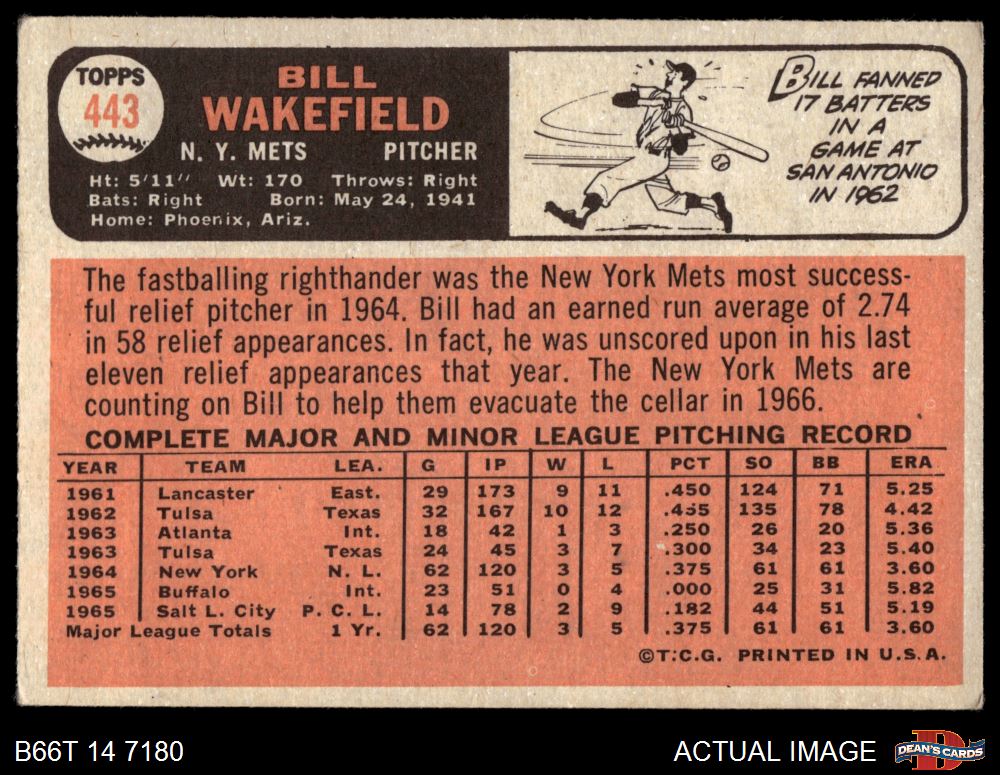 TOPPS
443
BILL
WAKEFIELD
N. Y. METS PITCHER
Ht: 5'11" Wt: 170 Throws: Right
Bats: Right Born: May 24, 1941
Home: Phoenix, Ariz.
BILL FANNED
17 BATTERS
IN A
GAME AT
SAN ANTONIO
IN 1962
The fastballing righthander was the New York Mets most success-
ful relief pitcher in 1964. Bill had an earned run average of 2.74
in 58 relief appearances. In fact, he was unscored upon in his last
eleven relief appearances that year. The New York Mets are
counting on Bill to help them evacuate the cellar in 1966.
COMPLETE MAJOR AND MINOR LEAGUE PITCHING RECORD
YEAR TEAM LEA. G IP W L PCT SO BB ERA
1961 Lancaster East. 29 173 9 11 .450 124 71 5.25
1962 Tulsa Texas 32 167 10 12 .455 135 78 4.42
1963 Atlanta Int. 18 42 1 3 .250 26 20 5.36
1963 Tulsa Texas 24 45 3 7 .300 34 23 5.40
1964 New York N. L. 62 120 3 5 .375 61 61 3.60
1965 Buffalo Int. 23 51 0 4 .000 25 31 5.82
1965 Salt L. City P. C. L. 14 78 2 9 .182 44 51 5.19
Major League Totals 1 Yr. 62 120 3 5 .375 61 61 3.60
©T.C.G. PRINTED IN U.S.A.
B66T 14 7180 ACTUAL IMAGE DEAN'S CARDS